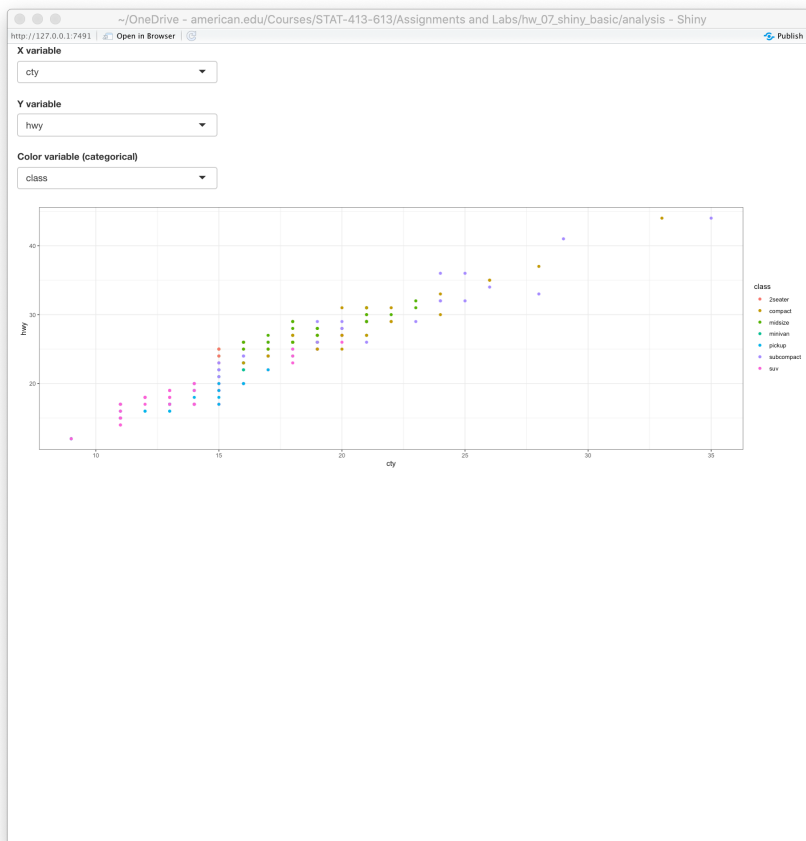 ~/OneDrive - american.edu/Courses/STAT-413-613/Assignments and Labs/hw_07_shiny_basic/analysis - Shiny
http://127.0.0.1:7491 Open in Browser Publish
X variable
cty
Y variable
hwy
Color variable (categorical)
class
40
30
20
hwy
10 15 20 25 30 35
cty
class
2seater
compact
midsize
minivan
pickup
subcompact
suv